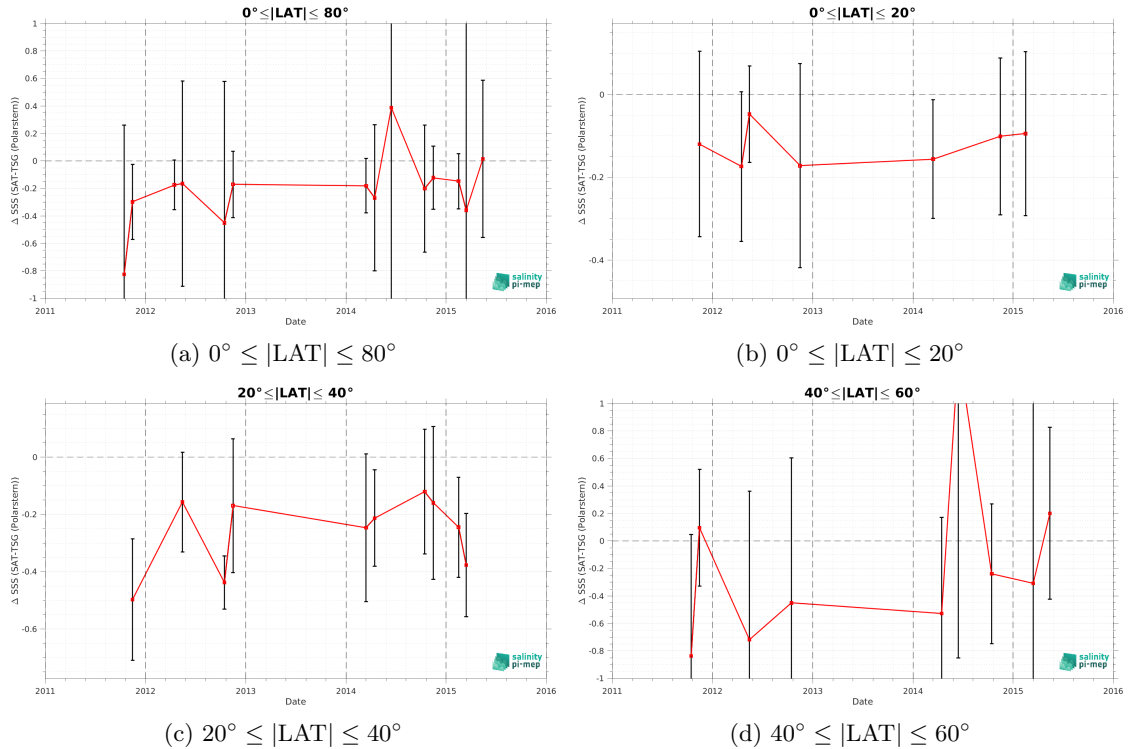 0°≤|LAT|≤ 80°
Δ SSS (SAT-TSG (Polarstern))
1
0.8
0.6
0.4
0.2
0
-0.2
-0.4
-0.6
-0.8
-1
salinity
pi-mep
2011 2012 2013 2014 2015 2016
Date
(a) 0° ≤ |LAT| ≤ 80°
0°≤|LAT|≤ 20°
Δ SSS (SAT-TSG (Polarstern))
0
-0.2
-0.4
salinity
pi-mep
2011 2012 2013 2014 2015 2016
Date
(b) 0° ≤ |LAT| ≤ 20°
20°≤|LAT|≤ 40°
Δ SSS (SAT-TSG (Polarstern))
0
-0.2
-0.4
-0.6
salinity
pi-mep
2011 2012 2013 2014 2015 2016
Date
(c) 20° ≤ |LAT| ≤ 40°
40°≤|LAT|≤ 60°
Δ SSS (SAT-TSG (Polarstern))
1
0.8
0.6
0.4
0.2
0
-0.2
-0.4
-0.6
-0.8
-1
salinity
pi-mep
2011 2012 2013 2014 2015 2016
Date
(d) 40° ≤ |LAT| ≤ 60°